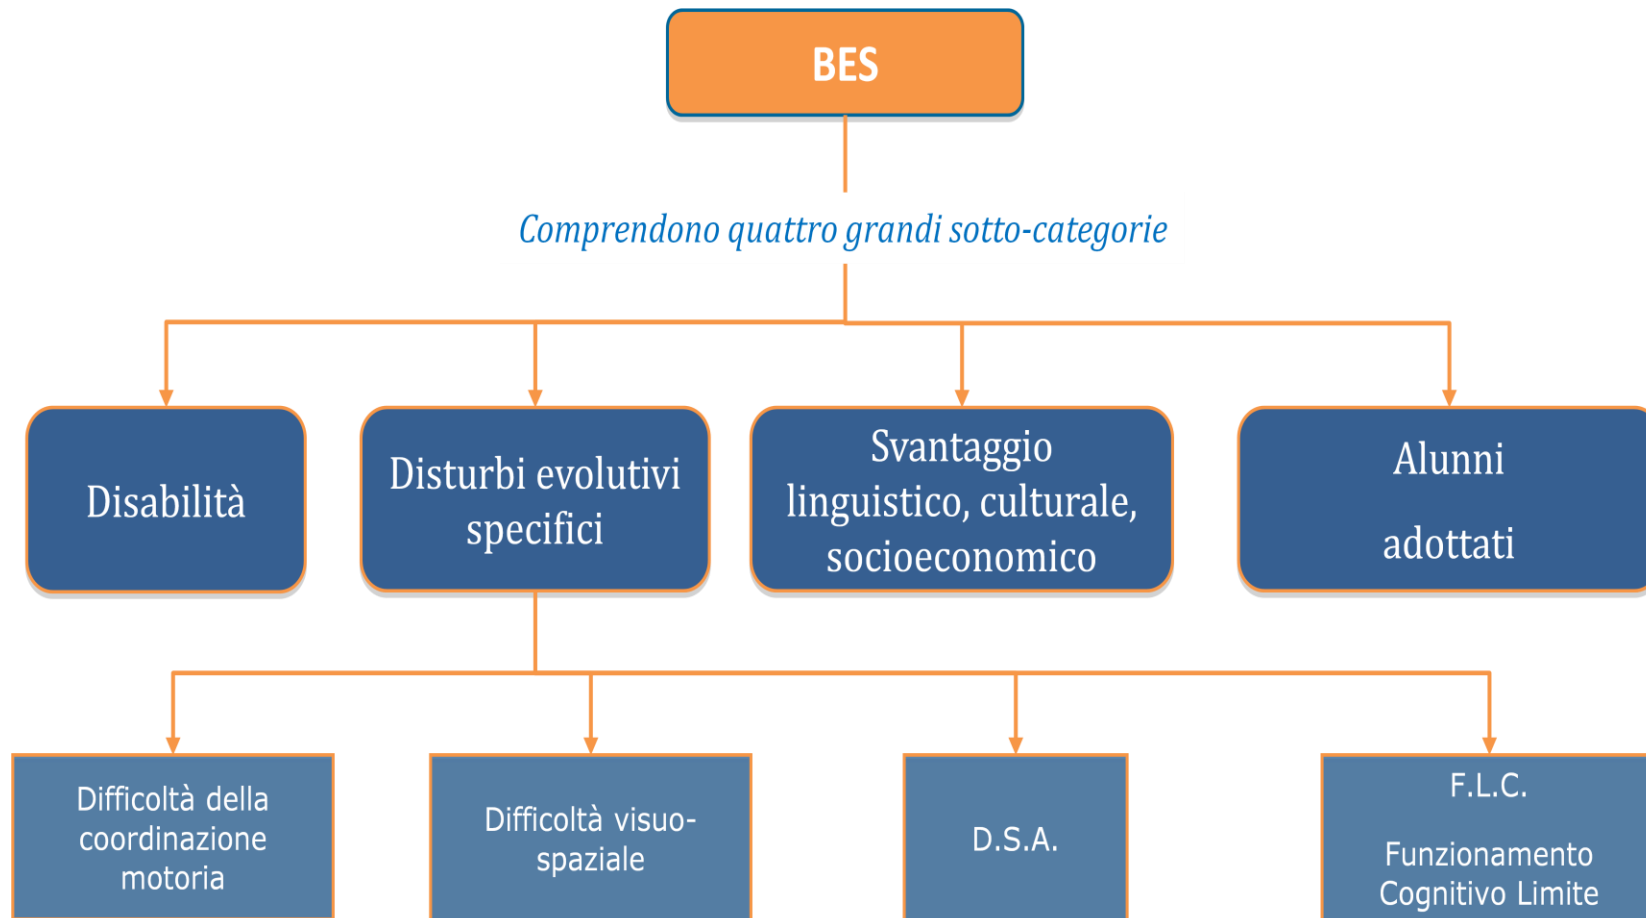 BES
Comprendono quattro grandi sotto-categorie
Disabilità
Disturbi evolutivi
specifici
Svantaggio
linguistico, culturale,
socioeconomico
Alunni
adottati
Difficoltà della
coordinazione
motoria
Difficoltà visuo-
spaziale
D.S.A.
F.L.C.
Funzionamento
Cognitivo Limite